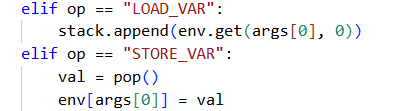 elif op == "LOAD_VAR":
    stack.append(env.get(args[0], 0))
elif op == "STORE_VAR":
    val = pop()
    env[args[0]] = val